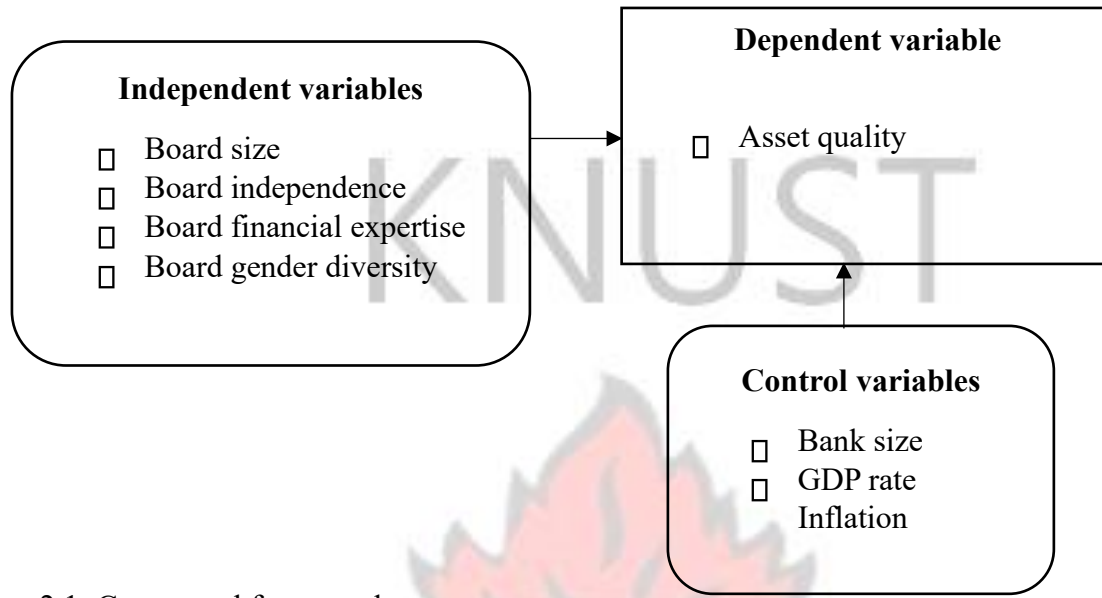 Independent variables
Board size
Board independence
Board financial expertise
Board gender diversity
Dependent variable
Asset quality
KNUST
Control variables
Bank size
GDP rate
Inflation